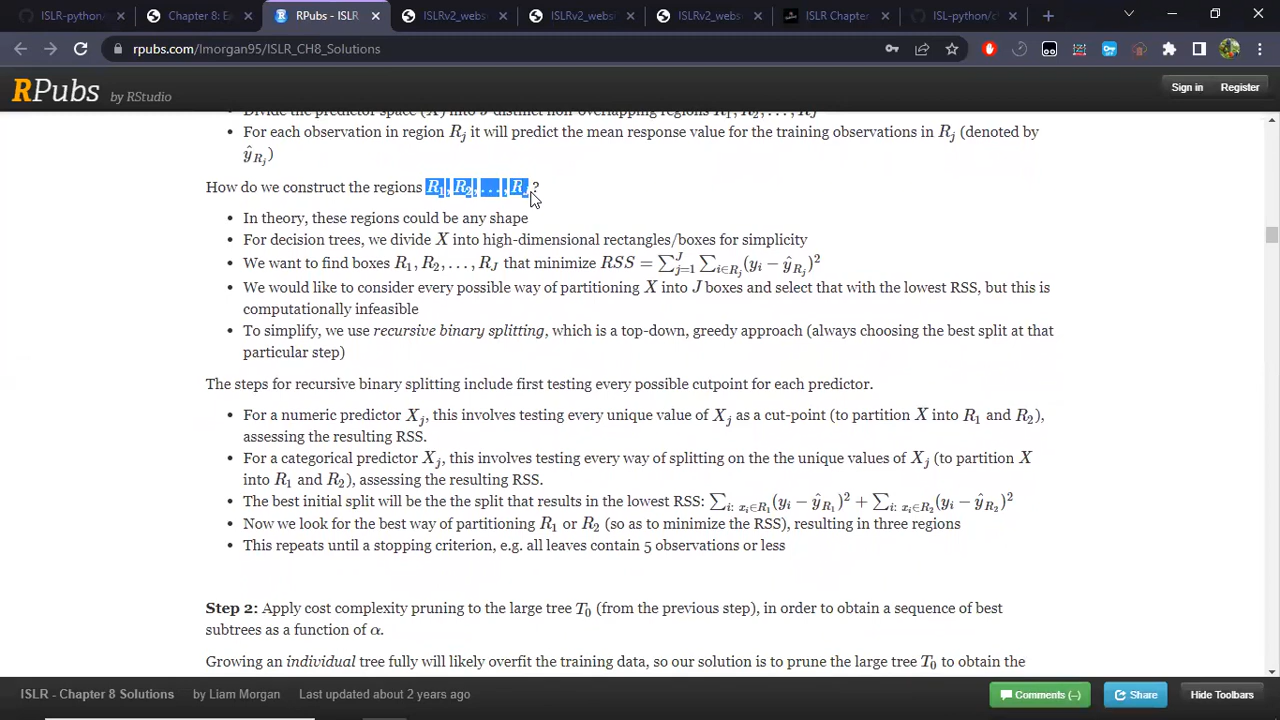 ISLR-python/
Chapter 8: Ea
RPubs - ISLR
ISLRv2_webs
ISLRv2_webs
ISLRv2_webs
ISLR Chapter
ISL-python/c
rpubs.com/lmorgan95/ISLR_CH8_Solutions
RPubs by RStudio
Sign in Register
• Divide the predictor space (X) into J distinct non-overlapping regions R₁, R₂, …, R_J
• For each observation in region R_j it will predict the mean response value for the training observations in R_j (denoted by
ŷ_{R_j})
How do we construct the regions R₁, R₂, …, R_J?
• In theory, these regions could be any shape
• For decision trees, we divide X into high-dimensional rectangles/boxes for simplicity
• We want to find boxes R₁, R₂, …, R_J that minimize RSS = ∑_{j=1}^{J} ∑_{i∈R_j} (y_i − ŷ_{R_j})²
• We would like to consider every possible way of partitioning X into J boxes and select that with the lowest RSS, but this is
computationally infeasible
• To simplify, we use recursive binary splitting, which is a top-down, greedy approach (always choosing the best split at that
particular step)
The steps for recursive binary splitting include first testing every possible cutpoint for each predictor.
• For a numeric predictor X_j, this involves testing every unique value of X_j as a cut-point (to partition X into R₁ and R₂),
assessing the resulting RSS.
• For a categorical predictor X_j, this involves testing every way of splitting on the the unique values of X_j (to partition X
into R₁ and R₂), assessing the resulting RSS.
• The best initial split will be the the split that results in the lowest RSS: ∑_{i: x_i∈R₁} (y_i − ŷ_{R₁})² + ∑_{i: x_i∈R₂} (y_i − ŷ_{R₂})²
• Now we look for the best way of partitioning R₁ or R₂ (so as to minimize the RSS), resulting in three regions
• This repeats until a stopping criterion, e.g. all leaves contain 5 observations or less
Step 2: Apply cost complexity pruning to the large tree T₀ (from the previous step), in order to obtain a sequence of best
subtrees as a function of α.
Growing an individual tree fully will likely overfit the training data, so our solution is to prune the large tree T₀ to obtain the
ISLR - Chapter 8 Solutions by Liam Morgan Last updated about 2 years ago
Comments (–) Share Hide Toolbars